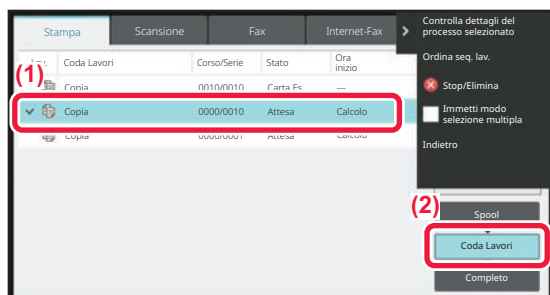 Stampa Scansione Fax Internet-Fax
Controlla dettagli del
processo selezionato
Ordina seq. lav.
Stop/Elimina
Immetti modo
selezione multipla
Indietro
Lav. Coda Lavori Corso/Serie Stato Ora
inizio
(1)
Copia 0010/0010 Carta Es. ---
Copia 0000/0010 Attesa Calcolo
Copia 0000/0001 Attesa Calcolo
(2)
Spool
Coda Lavori
Completo